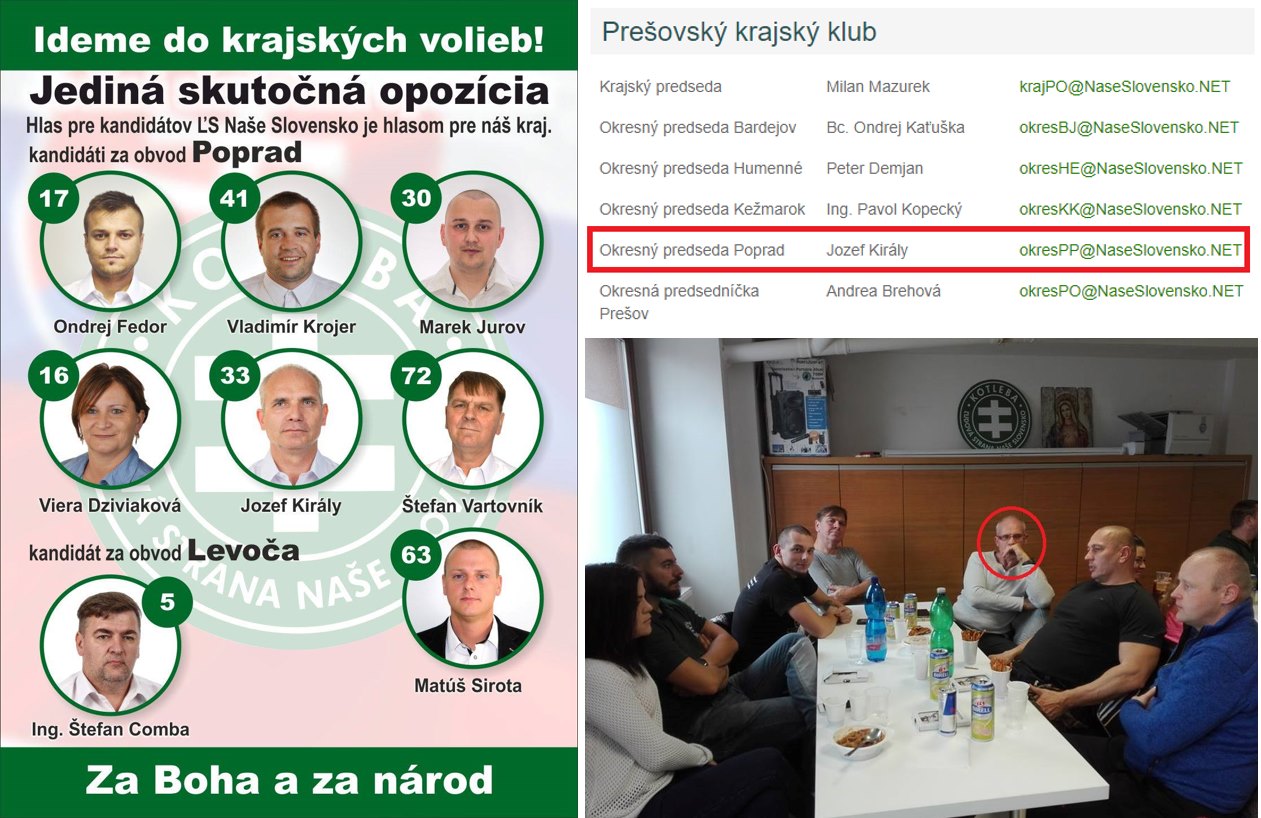 Ideme do krajských volieb!
Jediná skutočná opozícia
Hlas pre kandidátov ĽS Naše Slovensko je hlasom pre náš kraj.
kandidáti za obvod Poprad
17
41
30
Ondrej Fedor
Vladimír Krojer
Marek Jurov
16
33
72
Viera Dziviaková
Jozef Király
Štefan Vartovník
kandidát za obvod Levoča
5
63
Ing. Štefan Comba
Matúš Sirota
KOTLEBA
STRANA NAŠE
Za Boha a za národ
Prešovský krajský klub
Krajský predseda Milan Mazurek krajPO@NaseSlovensko.NET
Okresný predseda Bardejov Bc. Ondrej Kaťuška okresBJ@NaseSlovensko.NET
Okresný predseda Humenné Peter Demjan okresHE@NaseSlovensko.NET
Okresný predseda Kežmarok Ing. Pavol Kopecký okresKK@NaseSlovensko.NET
Okresný predseda Poprad Jozef Király okresPP@NaseSlovensko.NET
Okresná predsedníčka Andrea Brehová okresPO@NaseSlovensko.NET
Prešov
KOTLEBA
ĽUDOVÁ STRANA NAŠE SLOVENSKO